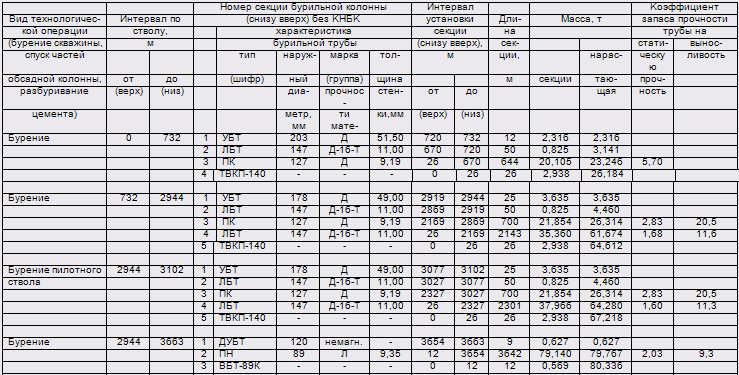 Номер секции бурильной колонны Интервал Коэффициент
Вид технологичес- Интервал по (снизу вверх) без КНБК установки Дли- Масса, т запаса прочности
кой операции стволу, характеристика секции на трубы на
(бурение скважины, м бурильной трубы (снизу вверх), сек- стати- вынос-
спуск частей тип наруж- марка тол- м ции, нарас- ческу ливость
ю
обсадной колонны, от до (шифр) ный (группа) щина м секции таю- проч-
разбуривание (верх) (низ) диа- прочнос стен- от до щая ность
-
цемента) метр, ти ки,мм (верх) (низ)
мм мате-
Бурение 0 732 1 УБТ 203 Д 51,50 720 732 12 2,316 2,316
2 ЛБТ 147 Д-16-Т 11,00 670 720 50 0,825 3,141
3 ПК 127 Д 9,19 26 670 644 20,105 23,246 5,70
4 ТВКП-140 - - - 0 26 26 2,938 26,184
Бурение 732 2944 1 УБТ 178 Д 49,00 2919 2944 25 3,635 3,635
2 ЛБТ 147 Д-16-Т 11,00 2869 2919 50 0,825 4,460
3 ПК 127 Д 9,19 2169 2869 700 21,854 26,314 2,83 20,5
4 ЛБТ 147 Д-16-Т 11,00 26 2169 2143 35,360 61,674 1,68 11,6
5 ТВКП-140 - - - 0 26 26 2,938 64,612
Бурение пилотного 2944 3102 1 УБТ 178 Д 49,00 3077 3102 25 3,635 3,635
ствола 2 ЛБТ 147 Д-16-Т 11,00 3027 3077 50 0,825 4,460
3 ПК 127 Д 9,19 2327 3027 700 21,854 26,314 2,83 20,5
4 ЛБТ 147 Д-16-Т 11,00 26 2327 2301 37,966 64,280 1,60 11,3
5 ТВКП-140 - - - 0 26 26 2,938 67,218
Бурение 2944 3663 1 ДУБТ 120 немагн. - 3654 3663 9 0,627 0,627
2 ПН 89 Л 9,35 12 3654 3642 79,140 79,767 2,03 9,3
3 ВБТ-89К - - - 0 12 12 0,569 80,336